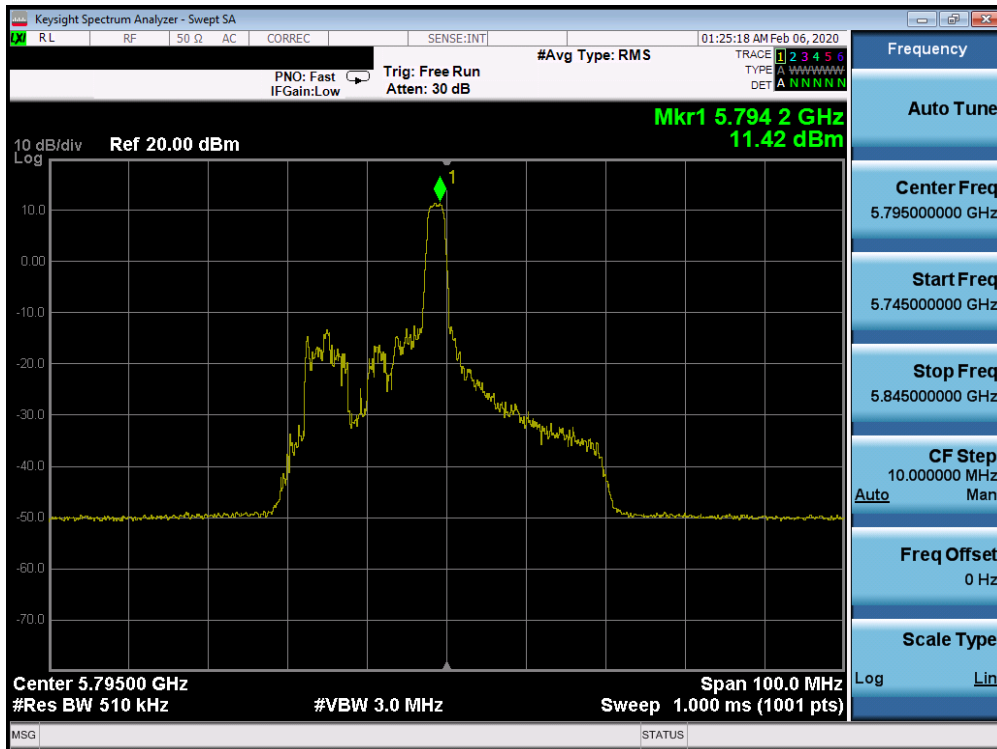 Keysight Spectrum Analyzer - Swept SA
LXI RL RF 50 Ω AC CORREC SENSE:INT 01:25:18 AM Feb 06, 2020
#Avg Type: RMS
TRACE 1 2 3 4 5 6
TYPE A WWWWW
DET A N N N N N
PNO: Fast
IFGain:Low
Trig: Free Run
Atten: 30 dB
Mkr1 5.794 2 GHz
11.42 dBm
10 dB/div
Log
Ref 20.00 dBm
1
10.0
0.00
-10.0
-20.0
-30.0
-40.0
-50.0
-60.0
-70.0
Center 5.79500 GHz
Span 100.0 MHz
#Res BW 510 kHz
#VBW 3.0 MHz
Sweep 1.000 ms (1001 pts)
MSG
STATUS
Frequency
Auto Tune
Center Freq
5.795000000 GHz
Start Freq
5.745000000 GHz
Stop Freq
5.845000000 GHz
CF Step
10.000000 MHz
Auto Man
Freq Offset
0 Hz
Scale Type
Log Lin